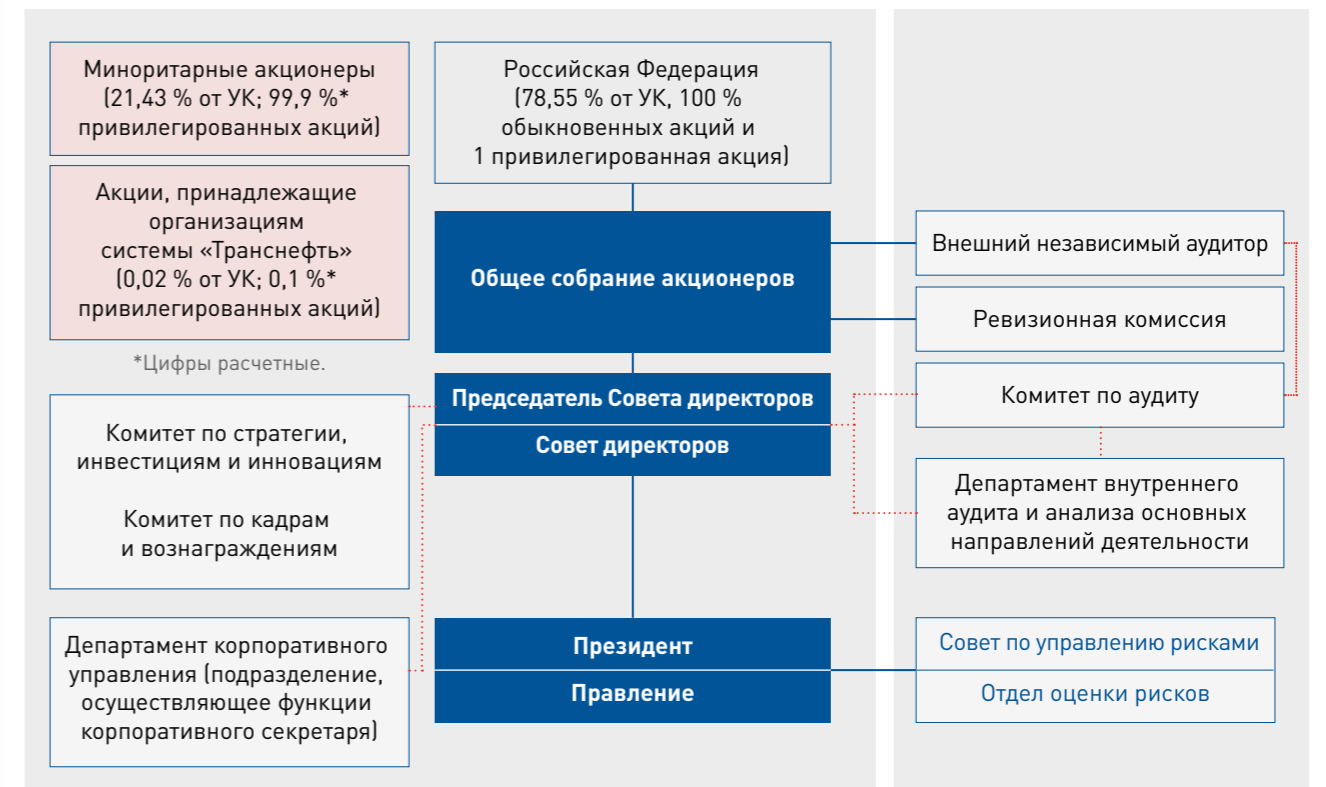 Миноритарные акционеры
(21,43 % от УК; 99,9 %*
привилегированных акций)
Российская Федерация
(78,55 % от УК, 100 %
обыкновенных акций и
1 привилегированная акция)
Акции, принадлежащие
организациям
системы «Транснефть»
(0,02 % от УК; 0,1 %*
привилегированных акций)
*Цифры расчетные.
Общее собрание акционеров
Внешний независимый аудитор
Ревизионная комиссия
Председатель Совета директоров
Совет директоров
Комитет по аудиту
Комитет по стратегии,
инвестициям и инновациям
Комитет по кадрам
и вознаграждениям
Департамент внутреннего
аудита и анализа основных
направлений деятельности
Департамент корпоративного
управления (подразделение,
осуществляющее функции
корпоративного секретаря)
Президент
Правление
Совет по управлению рисками
Отдел оценки рисков